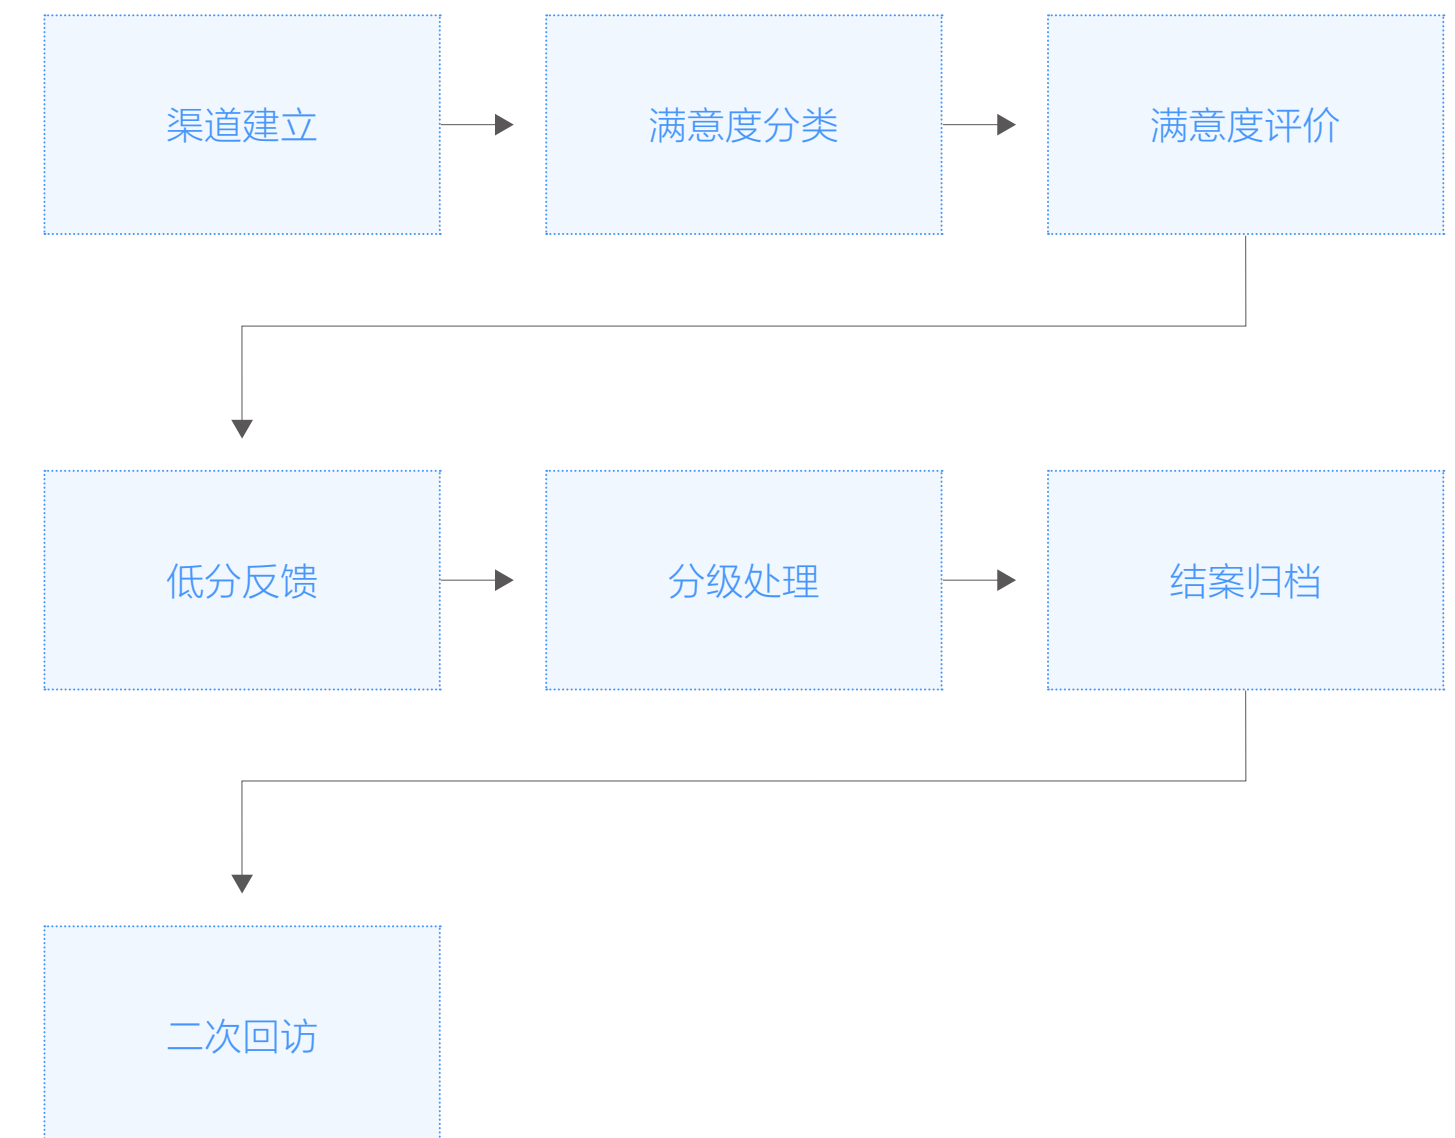 渠道建立
满意度分类
满意度评价
低分反馈
分级处理
结案归档
二次回访